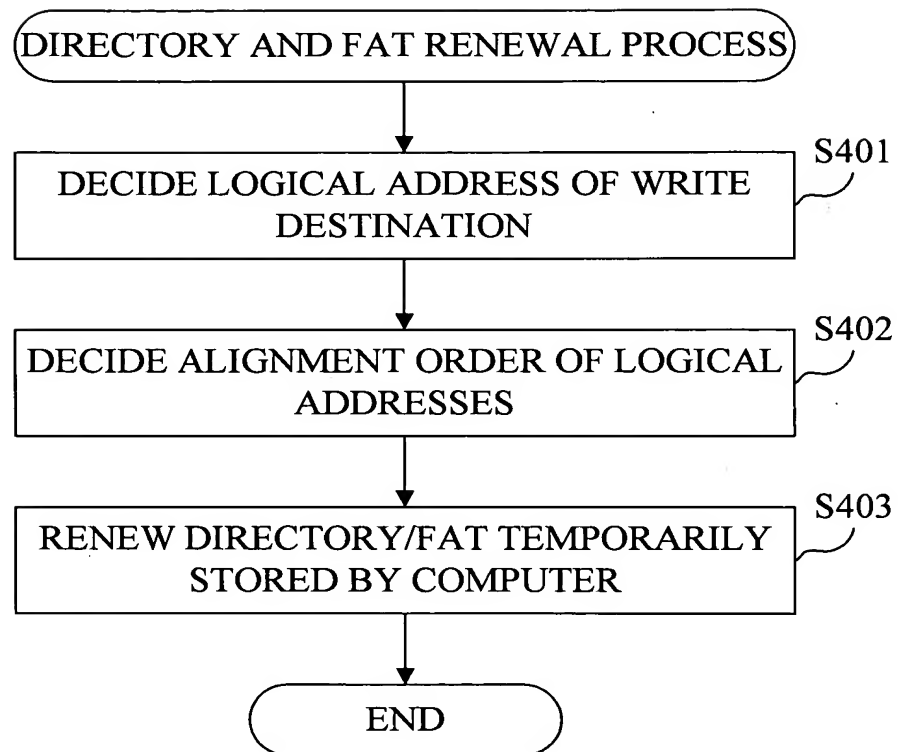 DIRECTORY AND FAT RENEWAL PROCESS
S401
DECIDE LOGICAL ADDRESS OF WRITE
DESTINATION
S402
DECIDE ALIGNMENT ORDER OF LOGICAL
ADDRESSES
S403
RENEW DIRECTORY/FAT TEMPORARILY
STORED BY COMPUTER
END